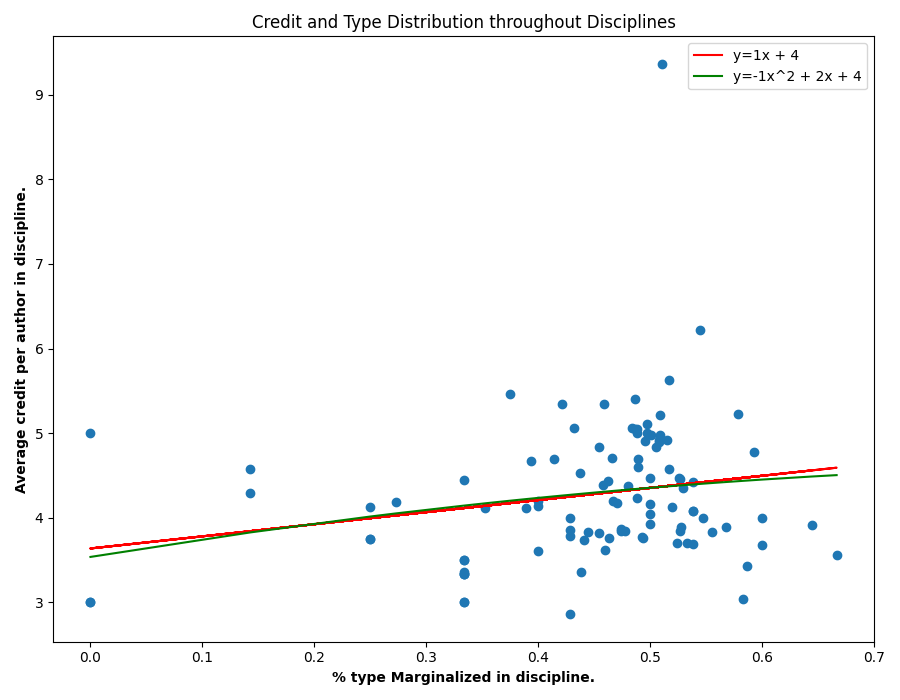 Credit and Type Distribution throughout Disciplines
y=1x + 4
y=-1x^2 + 2x + 4
Average credit per author in discipline.
9
8
7
6
5
4
3
0.0 0.1 0.2 0.3 0.4 0.5 0.6 0.7
% type Marginalized in discipline.